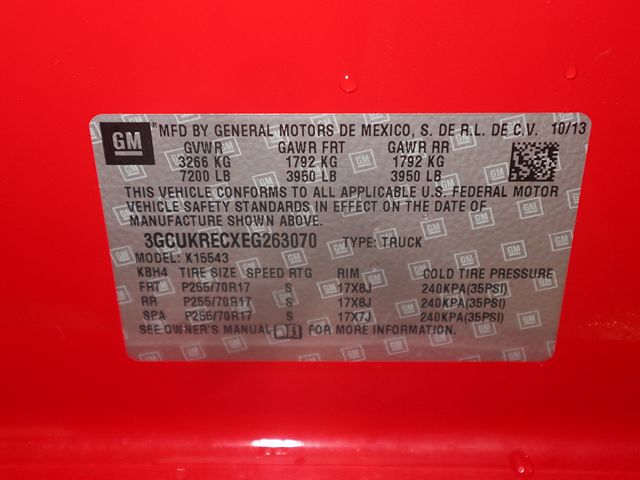 GM ® MFD BY GENERAL MOTORS DE MEXICO, S. DE R.L. DE C.V. 10/13
GVWR GAWR FRT GAWR RR
3266 KG 1792 KG 1792 KG
7200 LB 3950 LB 3950 LB
THIS VEHICLE CONFORMS TO ALL APPLICABLE U.S. FEDERAL MOTOR
VEHICLE SAFETY STANDARDS IN EFFECT ON THE DATE OF
MANUFACTURE SHOWN ABOVE.
3GCUKRECXEG263070 TYPE: TRUCK
MODEL: K15543
KBH4 TIRE SIZE SPEED RTG RIM COLD TIRE PRESSURE
FRT P255/70R17 S 17X8J 240KPA(35PSI)
RR P255/70R17 S 17X8J 240KPA(35PSI)
SPA P255/70R17 S 17X7J 240KPA(35PSI)
SEE OWNER'S MANUAL FOR MORE INFORMATION.